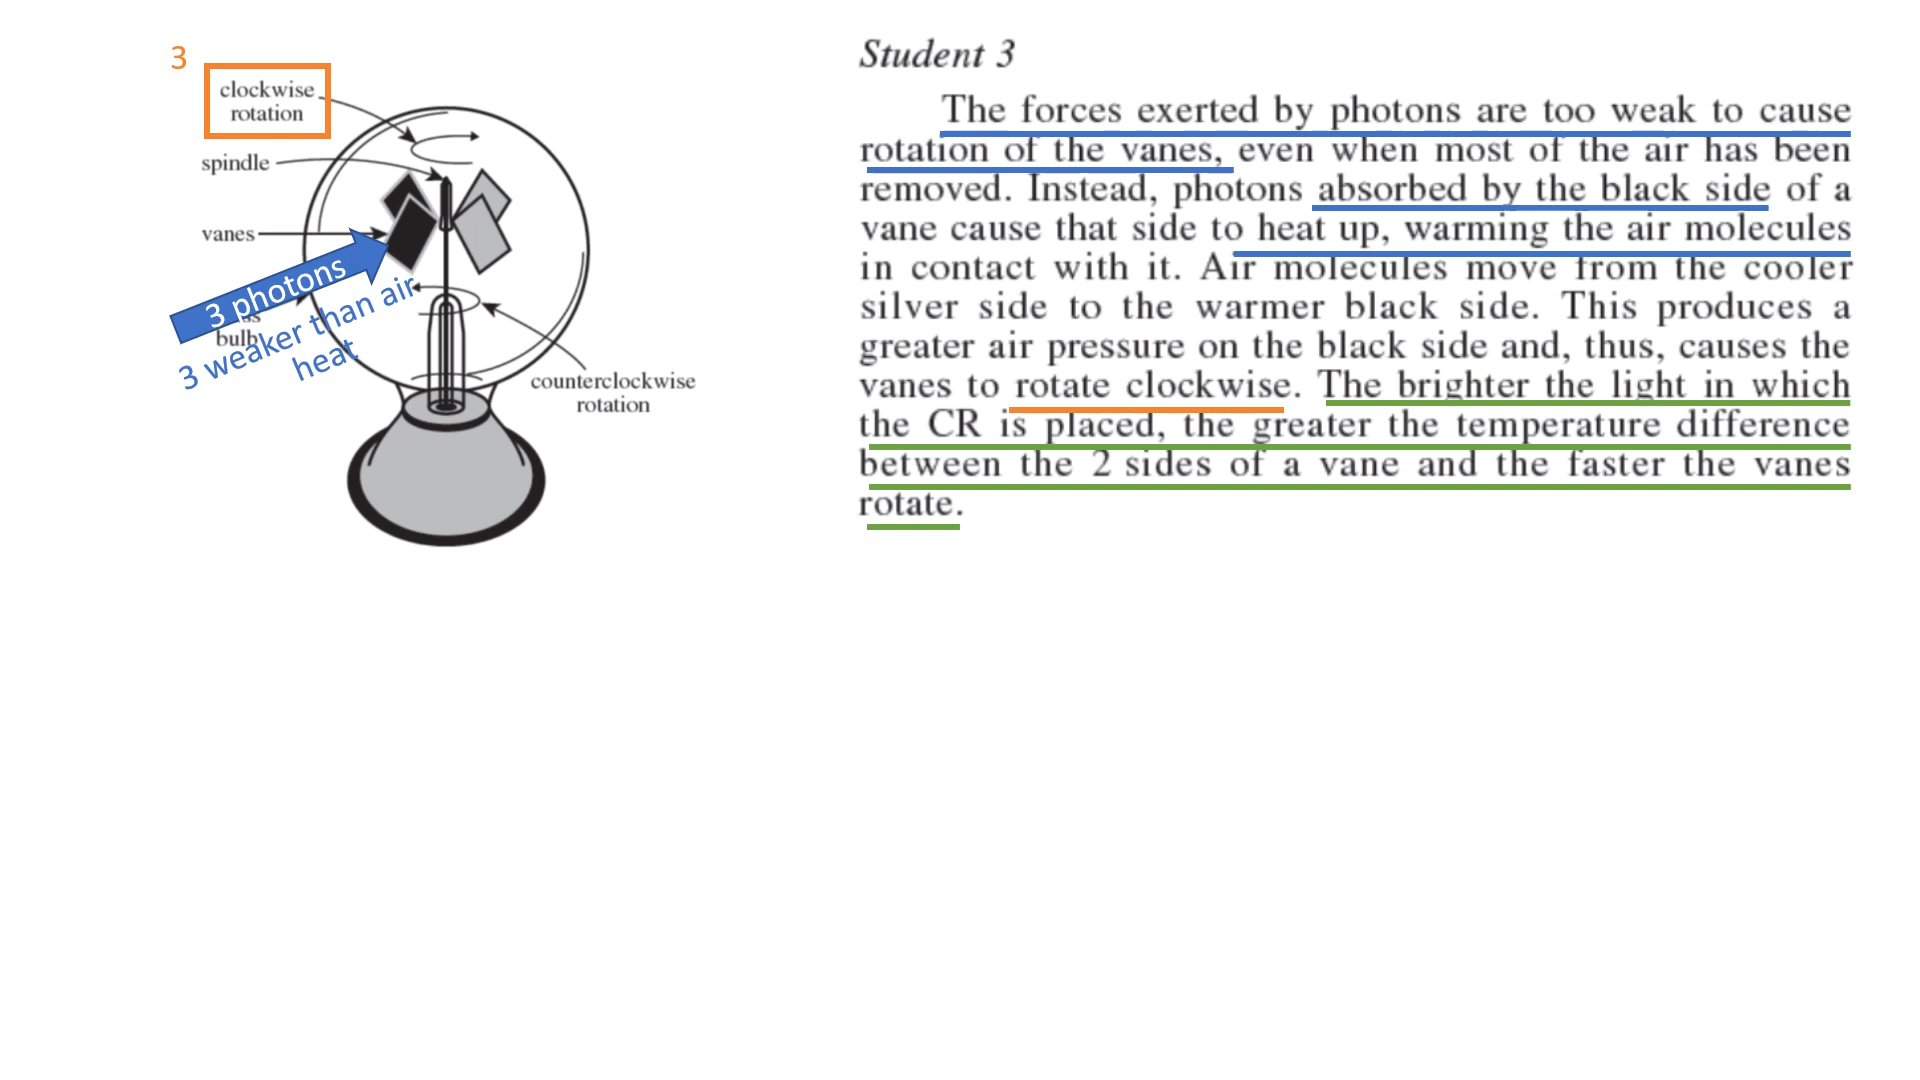 3
clockwise
rotation
spindle
vanes
3 photons
3 weaker than air
heat
bulb
counterclockwise
rotation
Student 3
The forces exerted by photons are too weak to cause
rotation of the vanes, even when most of the air has been
removed. Instead, photons absorbed by the black side of a
vane cause that side to heat up, warming the air molecules
in contact with it. Air molecules move from the cooler
silver side to the warmer black side. This produces a
greater air pressure on the black side and, thus, causes the
vanes to rotate clockwise. The brighter the light in which
the CR is placed, the greater the temperature difference
between the 2 sides of a vane and the faster the vanes
rotate.